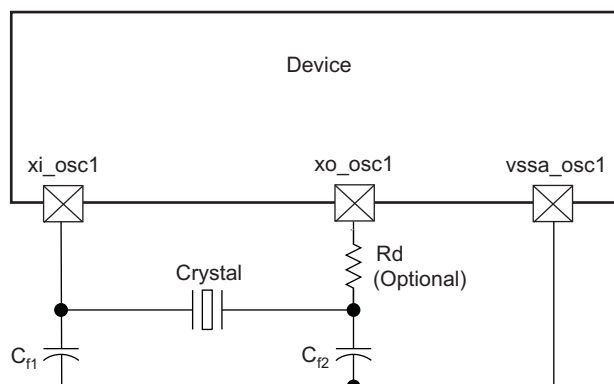 Device
xi_osc1
xo_osc1
vssa_osc1
Rd
(Optional)
Crystal
Cf1
Cf2